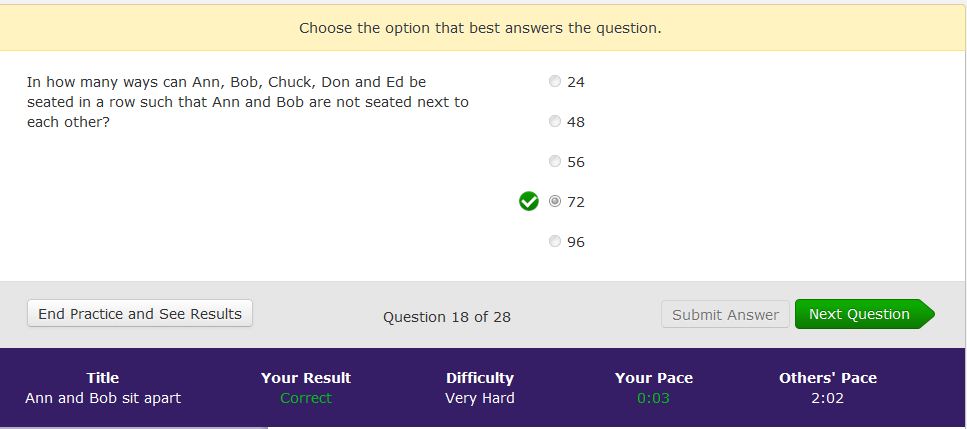 Choose the option that best answers the question.
In how many ways can Ann, Bob, Chuck, Don and Ed be
seated in a row such that Ann and Bob are not seated next to
each other?
24
48
56
72
96
End Practice and See Results
Question 18 of 28
Submit Answer
Next Question
Title
Your Result
Difficulty
Your Pace
Others' Pace
Ann and Bob sit apart
Correct
Very Hard
0:03
2:02